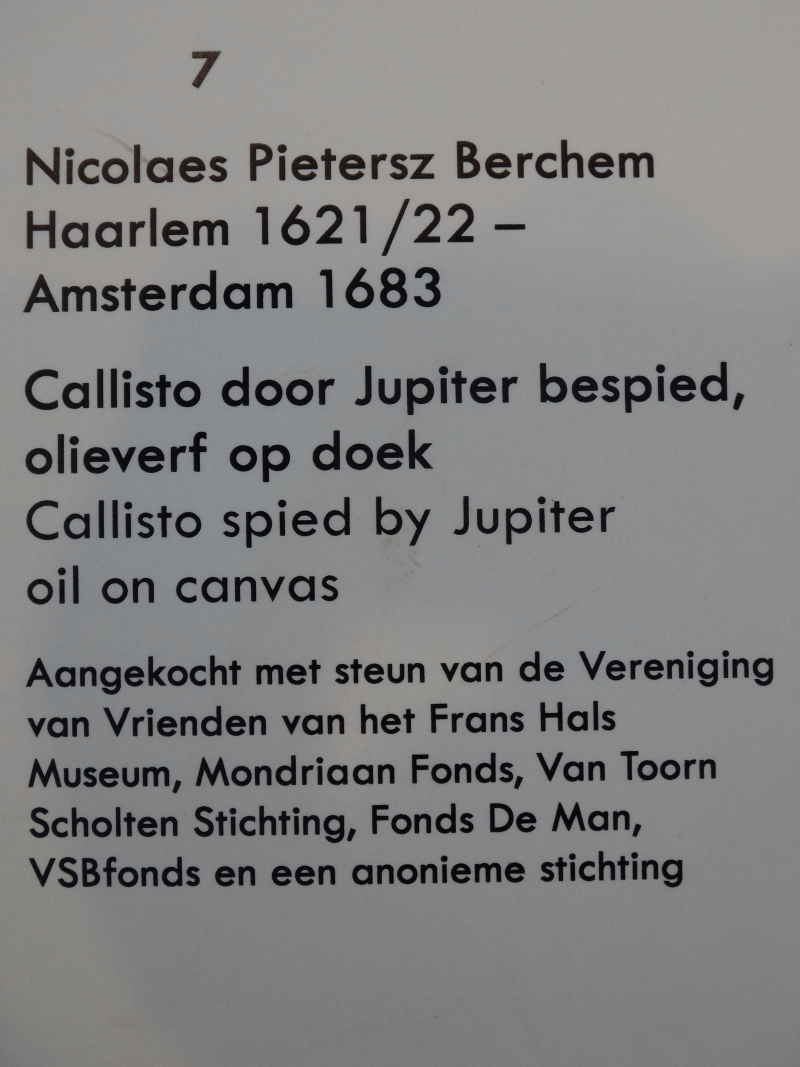 7
Nicolaes Pietersz Berchem
Haarlem 1621/22 –
Amsterdam 1683
Callisto door Jupiter bespied,
olieverf op doek
Callisto spied by Jupiter
oil on canvas
Aangekocht met steun van de Vereniging
van Vrienden van het Frans Hals
Museum, Mondriaan Fonds, Van Toorn
Scholten Stichting, Fonds De Man,
VSBfonds en een anonieme stichting